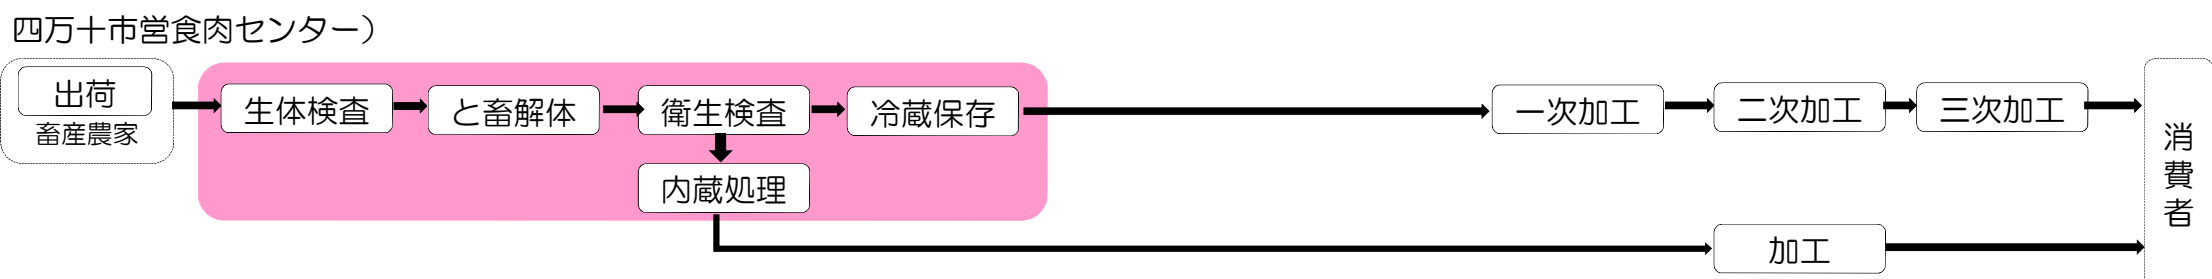 四万十市営食肉センター）
出荷
畜産農家
生体検査
と畜解体
衛生検査
冷蔵保存
内蔵処理
一次加工
二次加工
三次加工
加工
消費者